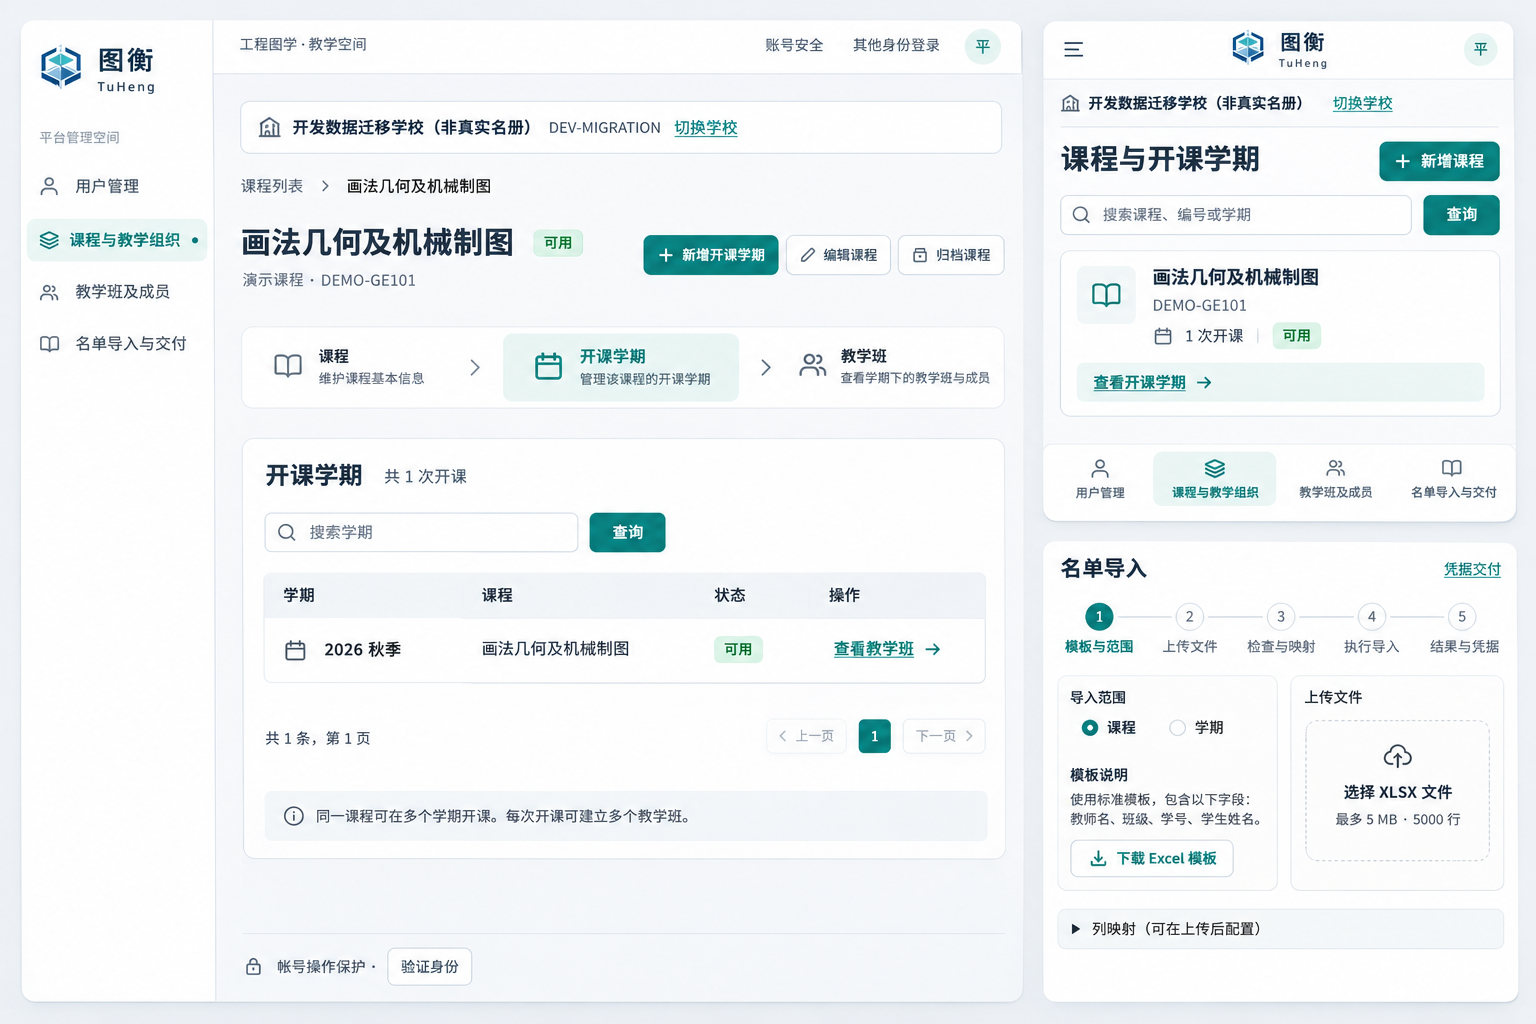 图衡
TuHeng
平台管理空间
用户管理
课程与教学组织
教学班及成员
名单导入与交付
工程图学 · 教学空间
账号安全
其他身份登录
平
开发数据迁移学校（非真实名册）
DEV-MIGRATION
切换学校
课程列表
画法几何及机械制图
画法几何及机械制图
可用
演示课程 · DEMO-GE101
新增开课学期
编辑课程
归档课程
课程
维护课程基本信息
开课学期
管理该课程的开课学期
教学班
查看学期下的教学班与成员
开课学期
共 1 次开课
搜索学期
查询
学期 课程 状态 操作
2026 秋季 画法几何及机械制图 可用 查看教学班
共 1 条，第 1 页
上一页
1
下一页
同一课程可在多个学期开课。每次开课可建立多个教学班。
帐号操作保护 ·
验证身份
图衡
TuHeng
平
开发数据迁移学校（非真实名册）
切换学校
课程与开课学期
新增课程
搜索课程、编号或学期
查询
画法几何及机械制图
DEMO-GE101
1 次开课
可用
查看开课学期
用户管理
课程与教学组织
教学班及成员
名单导入与交付
名单导入
凭据交付
1 2 3 4 5
模板与范围 上传文件 检查与映射 执行导入 结果与凭据
导入范围
课程
学期
模板说明
使用标准模板，包含以下字段：
教师名、班级、学号、学生姓名。
下载 Excel 模板
上传文件
选择 XLSX 文件
最多 5 MB · 5000 行
列映射（可在上传后配置）